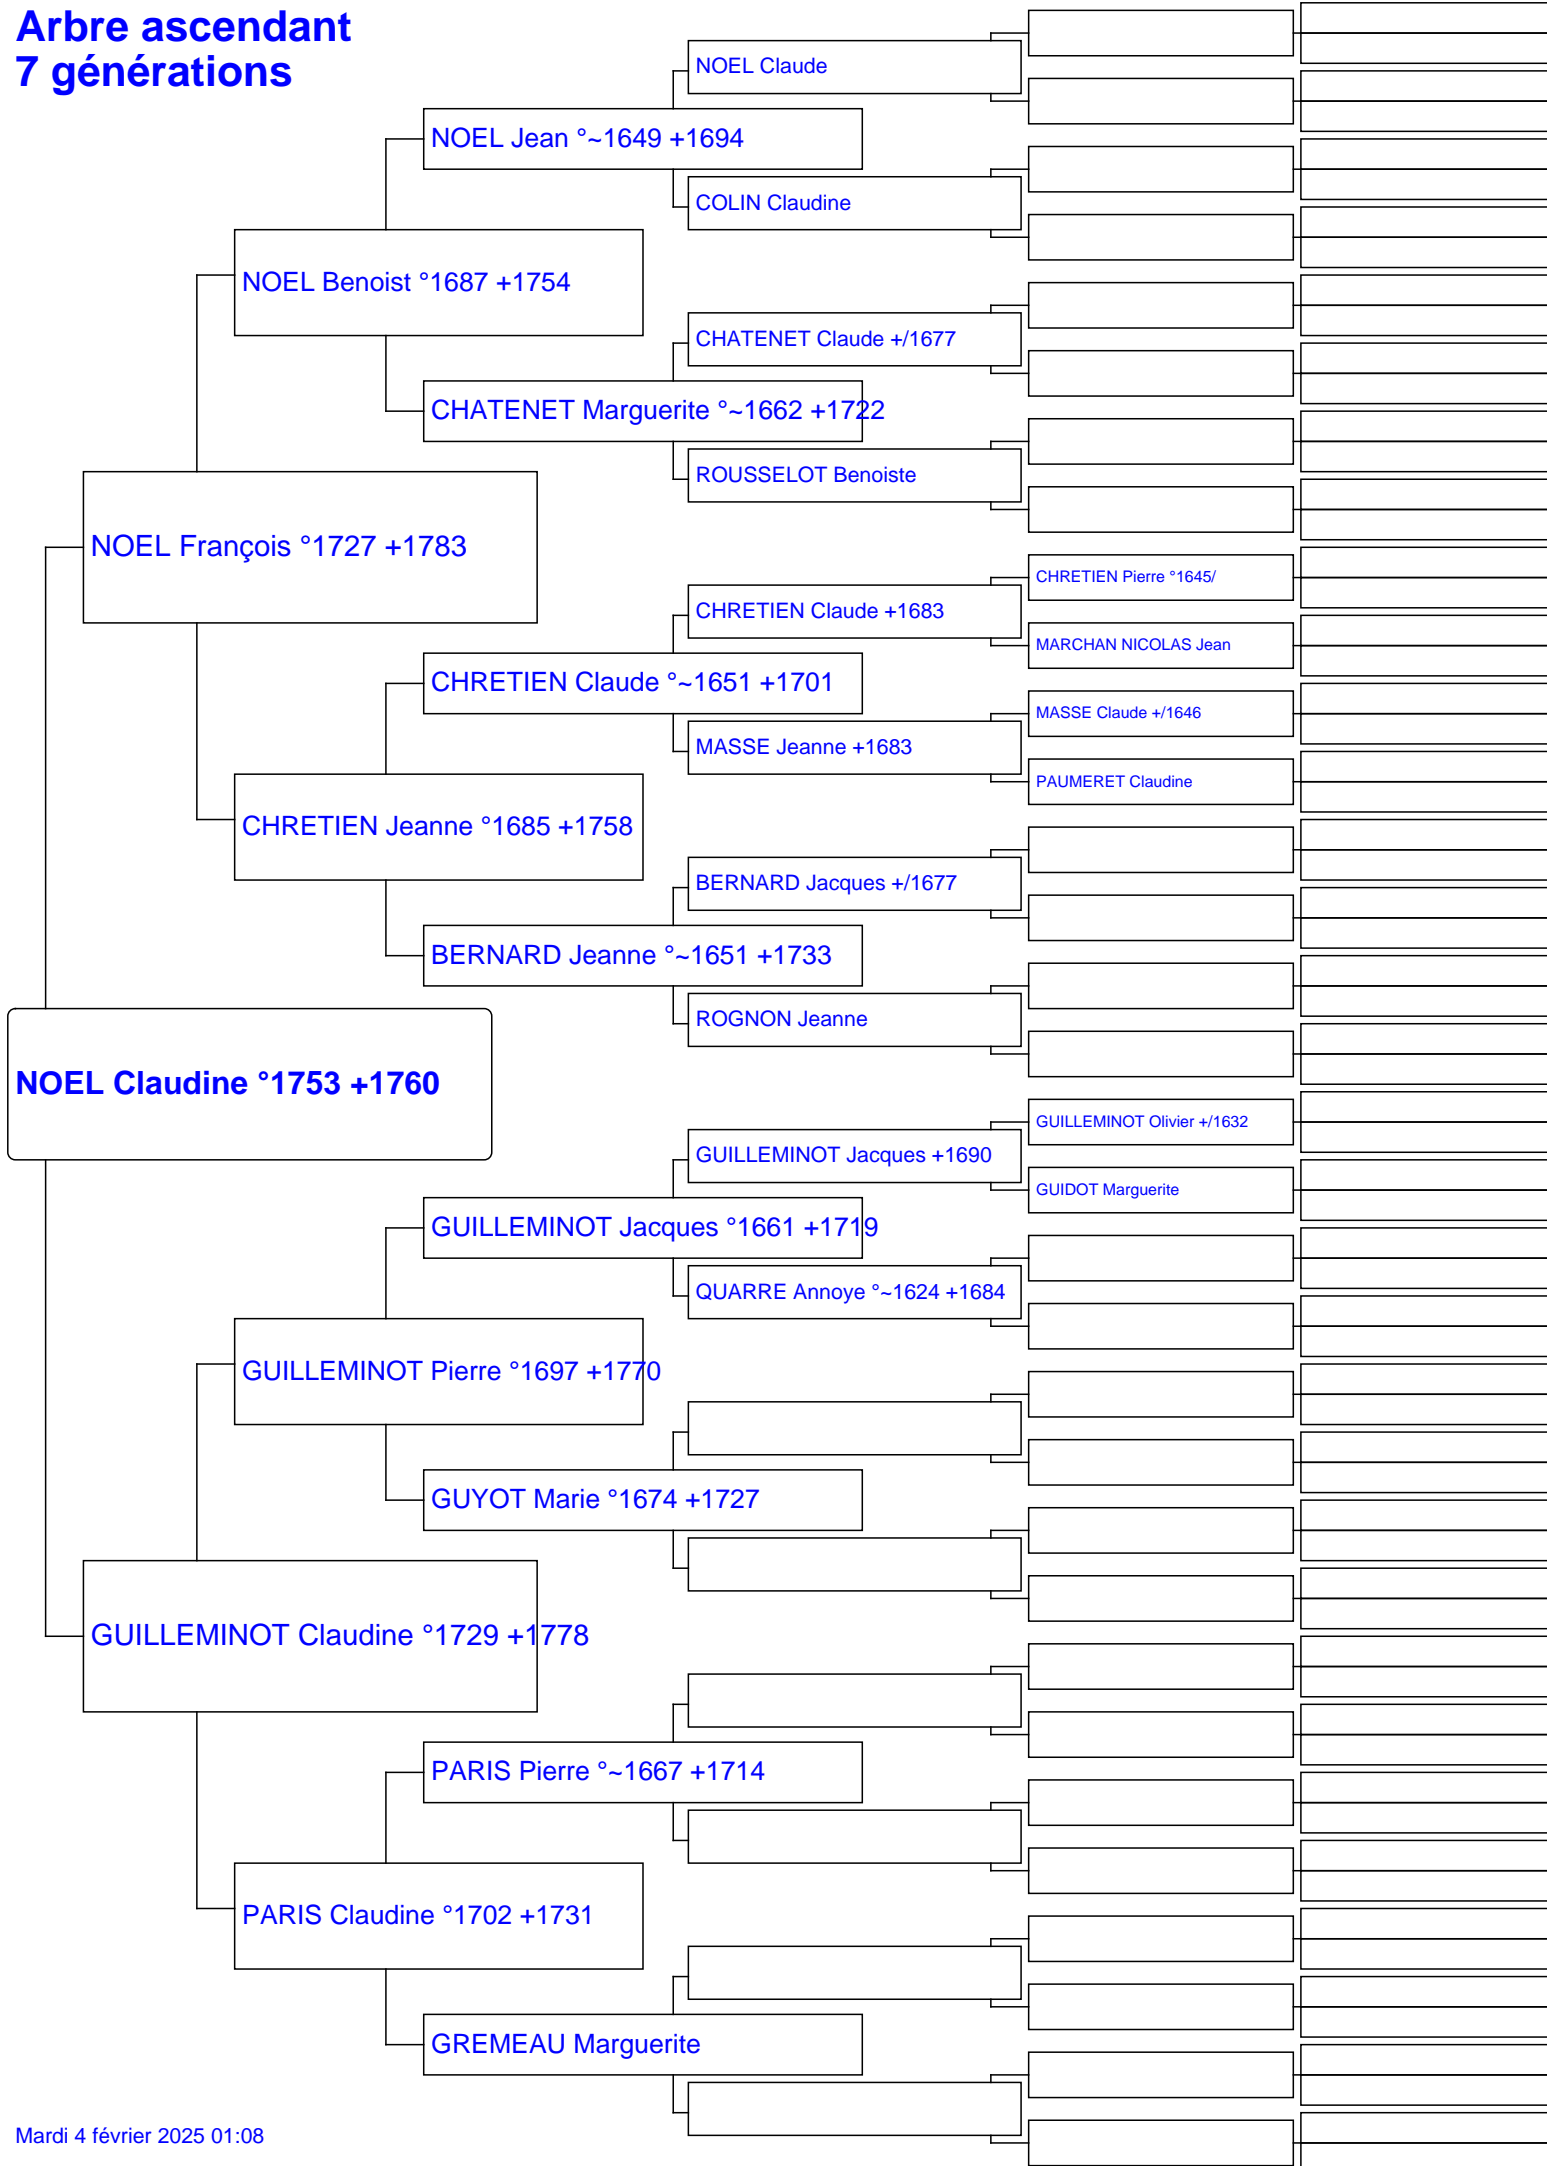 Arbre ascendant
7 générations
NOEL Claude
NOEL Jean °~1649 +1694
COLIN Claudine
NOEL Benoist °1687 +1754
CHATENET Claude +/1677
CHATENET Marguerite °~1662 +1722
ROUSSELOT Benoiste
NOEL François °1727 +1783
CHRETIEN Pierre °1645/
CHRETIEN Claude +1683
MARCHAN NICOLAS Jean
CHRETIEN Claude °~1651 +1701
MASSE Claude +/1646
MASSE Jeanne +1683
PAUMERET Claudine
CHRETIEN Jeanne °1685 +1758
BERNARD Jacques +/1677
BERNARD Jeanne °~1651 +1733
ROGNON Jeanne
NOEL Claudine °1753 +1760
GUILLEMINOT Olivier +/1632
GUILLEMINOT Jacques +1690
GUIDOT Marguerite
GUILLEMINOT Jacques °1661 +1719
QUARRE Annoye °~1624 +1684
GUILLEMINOT Pierre °1697 +1770
GUYOT Marie °1674 +1727
GUILLEMINOT Claudine °1729 +1778
PARIS Pierre °~1667 +1714
PARIS Claudine °1702 +1731
GREMEAU Marguerite
Mardi 4 février 2025 01:08